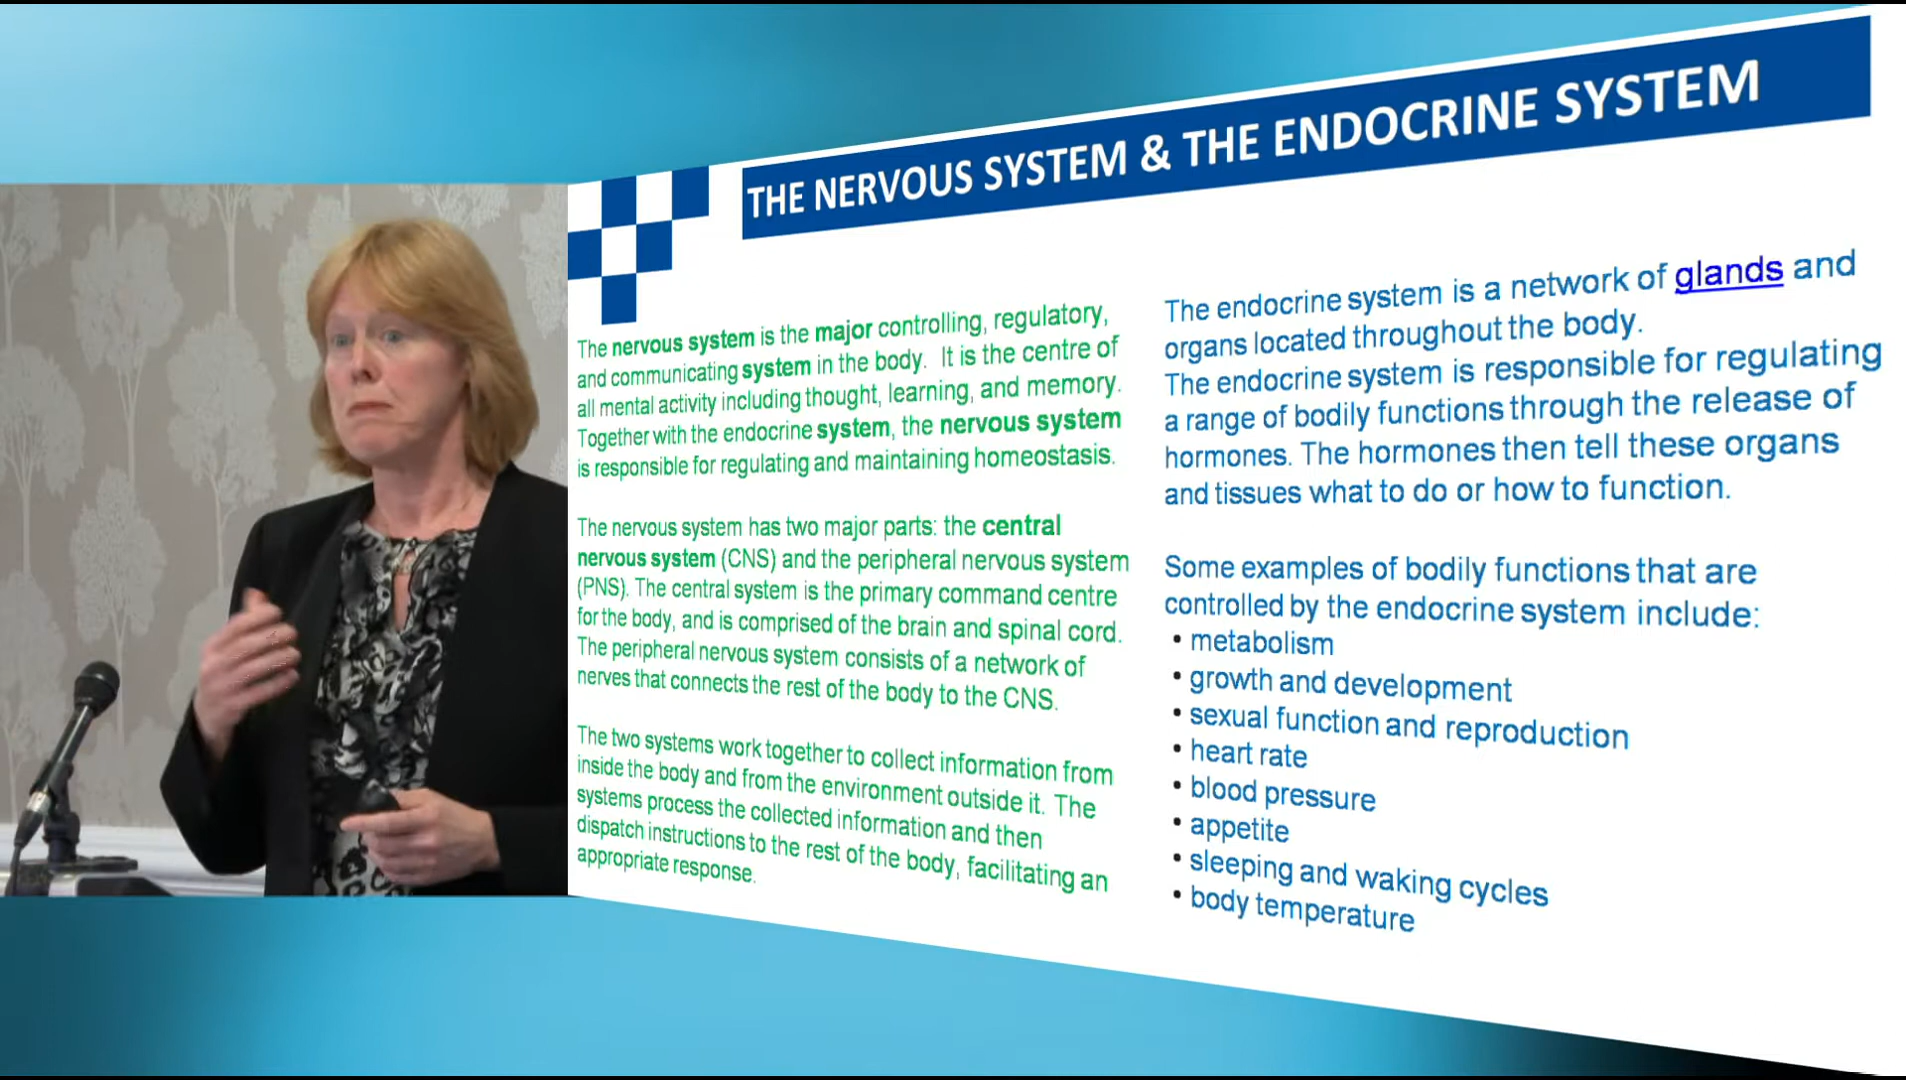 THE NERVOUS SYSTEM & THE ENDOCRINE SYSTEM
The nervous system is the major controlling, regulatory,
and communicating system in the body. It is the centre of
all mental activity including thought, learning, and memory.
Together with the endocrine system, the nervous system
is responsible for regulating and maintaining homeostasis.
The nervous system has two major parts: the central
nervous system (CNS) and the peripheral nervous system
(PNS). The central system is the primary command centre
for the body, and is comprised of the brain and spinal cord.
The peripheral nervous system consists of a network of
nerves that connects the rest of the body to the CNS.
The two systems work together to collect information from
inside the body and from the environment outside it. The
systems process the collected information and then
dispatch instructions to the rest of the body, facilitating an
appropriate response.
The endocrine system is a network of glands and
organs located throughout the body.
The endocrine system is responsible for regulating
a range of bodily functions through the release of
hormones. The hormones then tell these organs
and tissues what to do or how to function.
Some examples of bodily functions that are
controlled by the endocrine system include:
• metabolism
• growth and development
• sexual function and reproduction
• heart rate
• blood pressure
• appetite
• sleeping and waking cycles
• body temperature